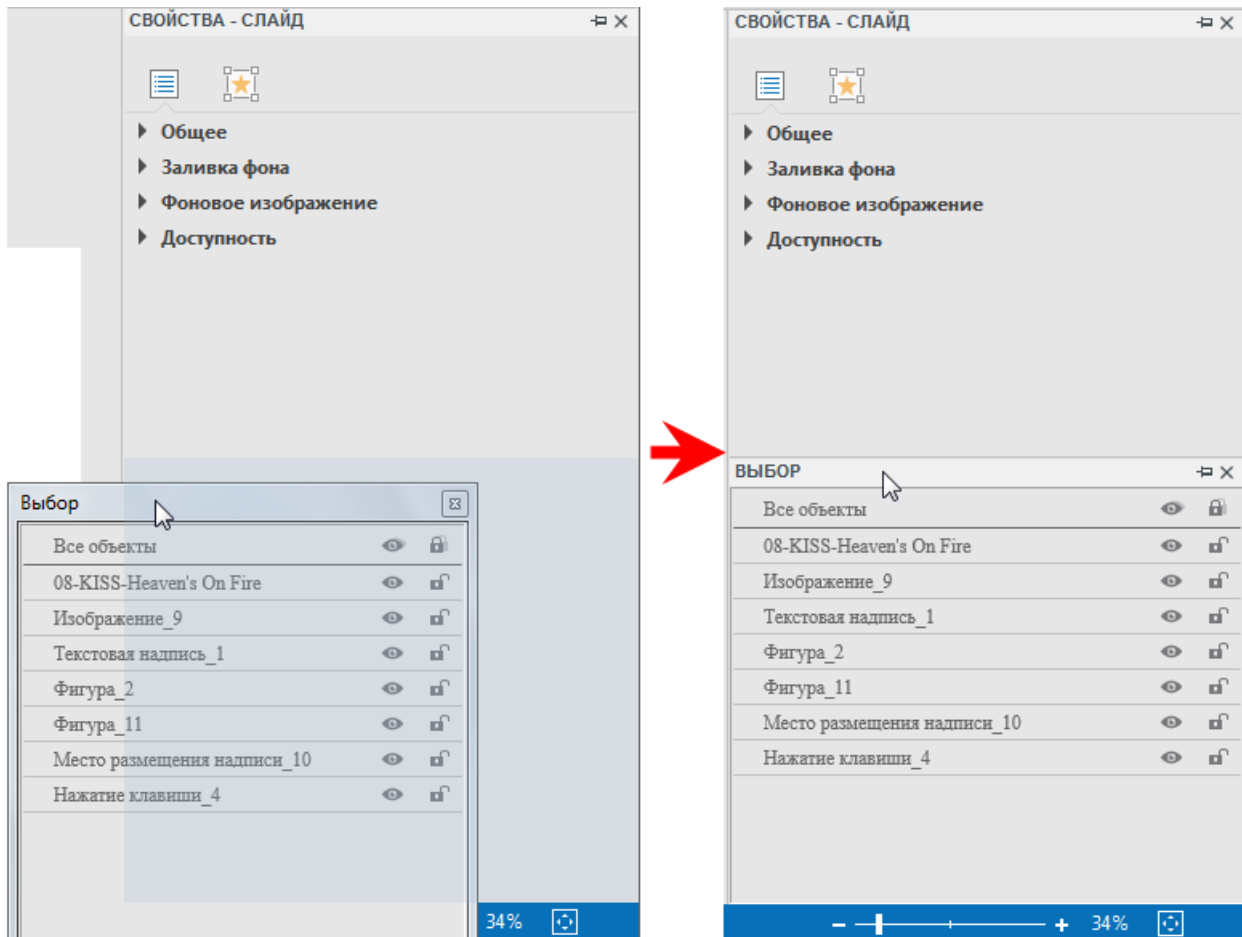 СВОЙСТВА - СЛАЙД
Общее
Заливка фона
Фоновое изображение
Доступность
Выбор
Все объекты
08-KISS-Heaven's On Fire
Изображение_9
Текстовая надпись_1
Фигура_2
Фигура_11
Место размещения надписи_10
Нажатие клавиши_4
34%
СВОЙСТВА - СЛАЙД
Общее
Заливка фона
Фоновое изображение
Доступность
ВЫБОР
Все объекты
08-KISS-Heaven's On Fire
Изображение_9
Текстовая надпись_1
Фигура_2
Фигура_11
Место размещения надписи_10
Нажатие клавиши_4
34%